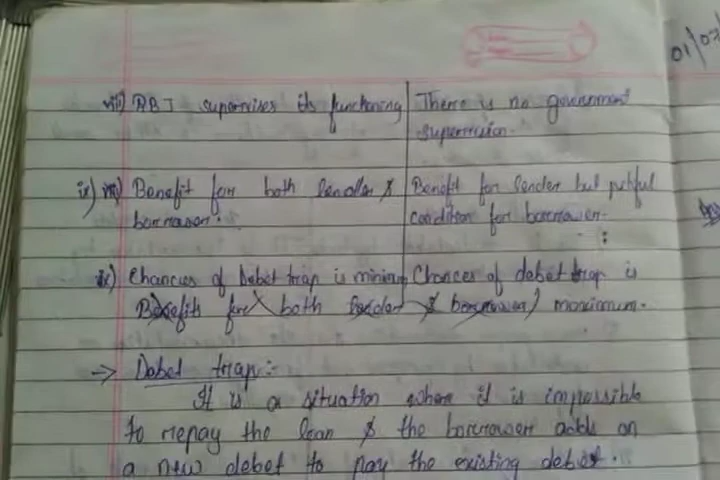 01/07
viii) RBI supervises its functioning | There is no government
supervision.
ix) Benefit for both lender & | Benefit for lender but pitiful
borrower. | condition for borrower.
x) Chances of Debet trap is minimum | Chances of debet trap is
Benefit for both lender & borrower) maximum.
→ Debet trap:-
It is a situation where it is impossible
to repay the loan & the borrower adds on
a new debet to pay the existing debet.